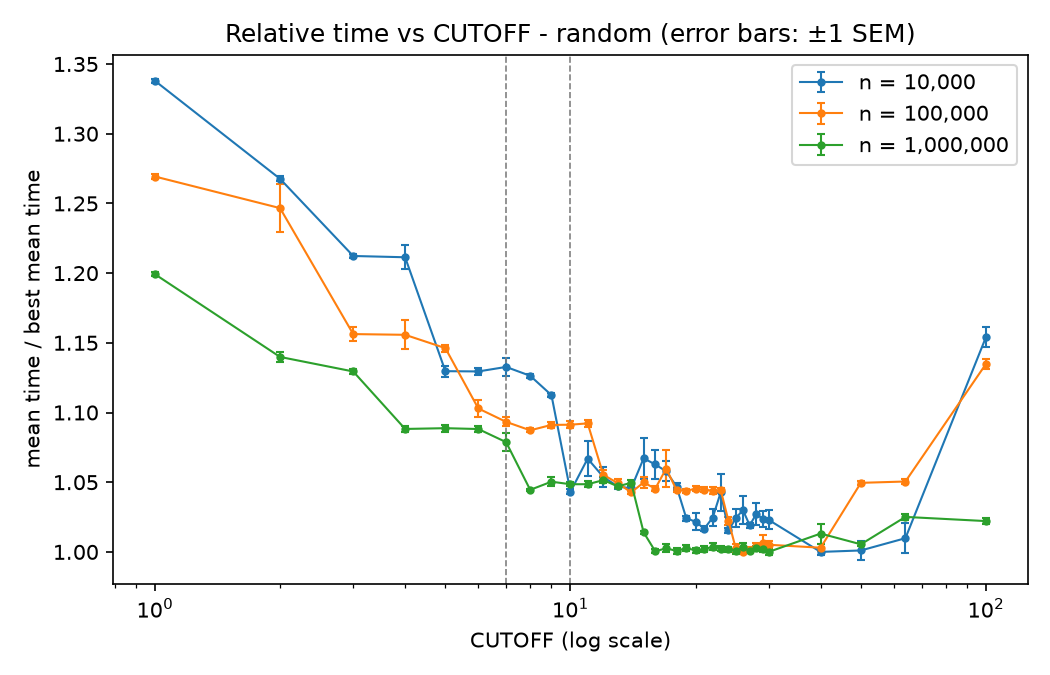 Relative time vs CUTOFF - random (error bars: ±1 SEM)
n = 10,000
n = 100,000
n = 1,000,000
mean time / best mean time
1.35
1.30
1.25
1.20
1.15
1.10
1.05
1.00
10⁰
10¹
10²
CUTOFF (log scale)